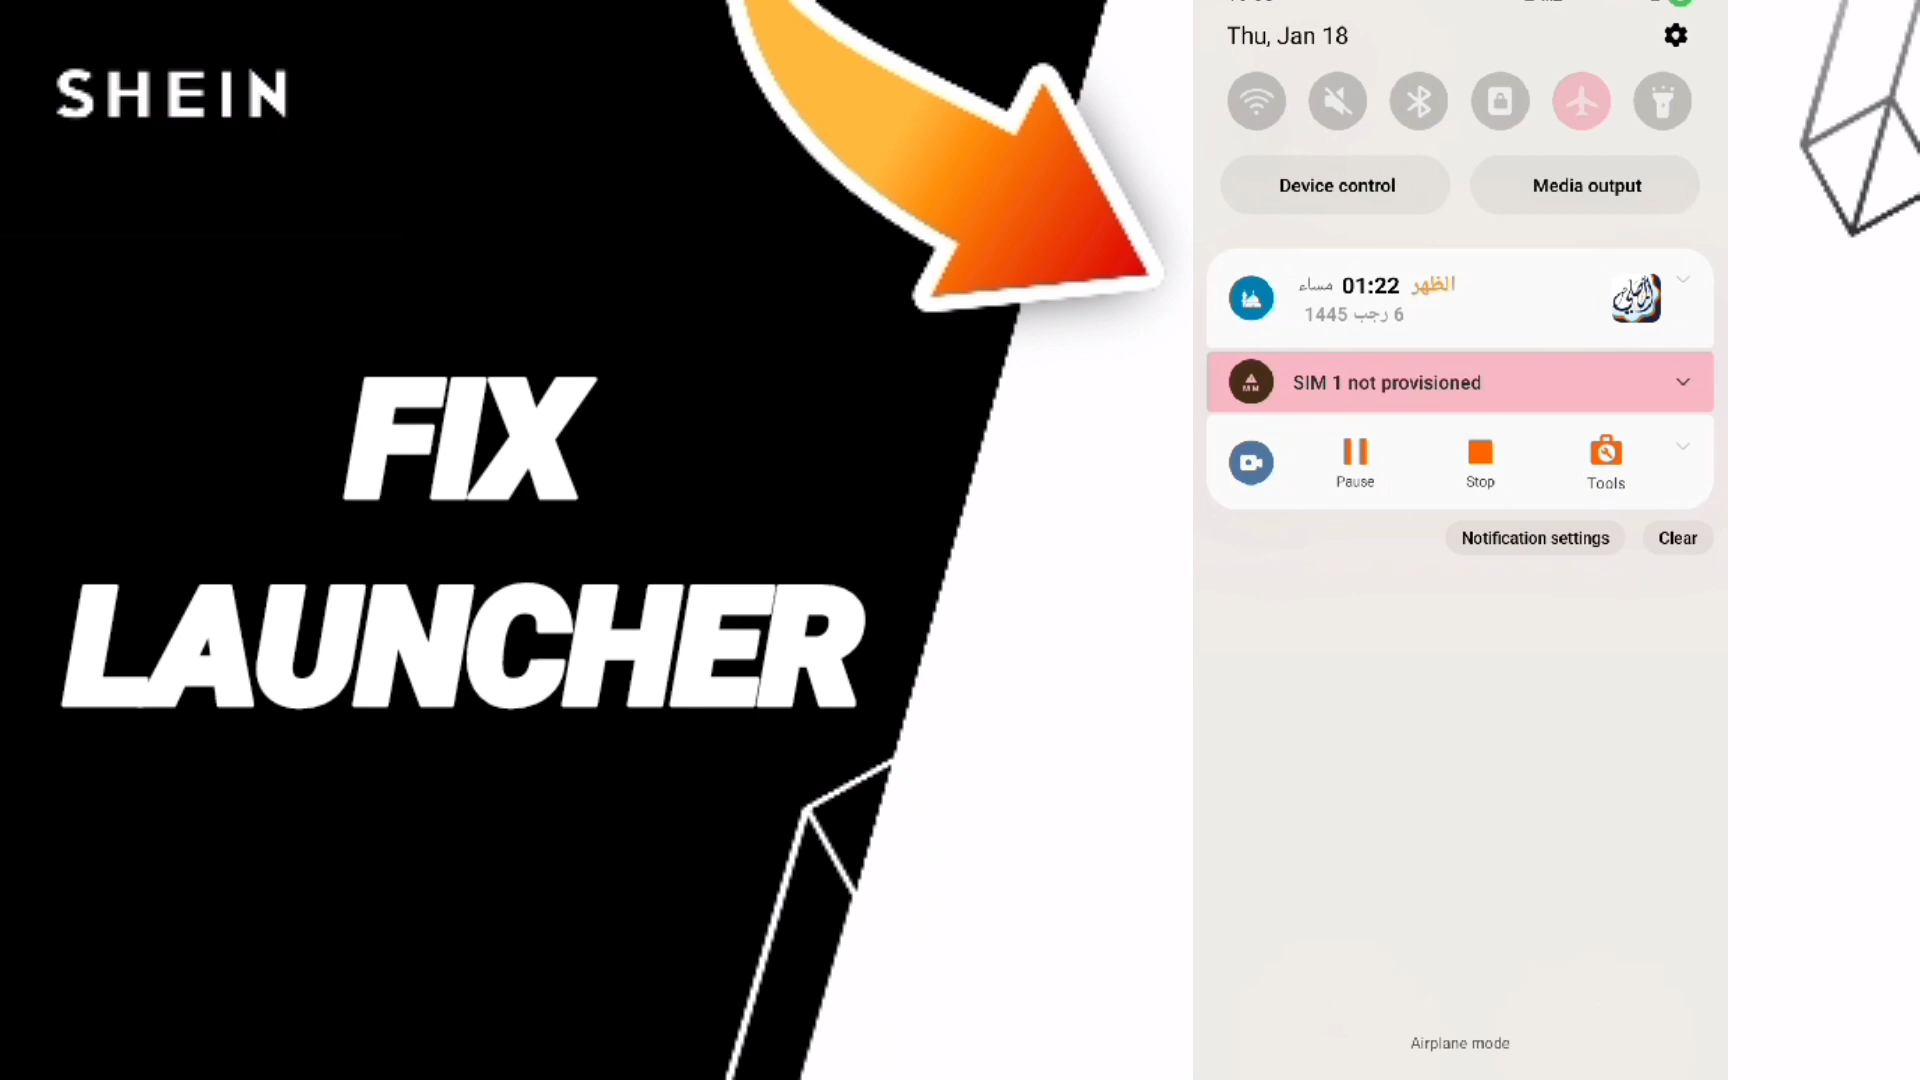 SHEIN
FIX
LAUNCHER
Thu, Jan 18
Device control
Media output
الظهر 01:22 مساء
6 رجب 1445
SIM 1 not provisioned
Pause
Stop
Tools
Notification settings
Clear
Airplane mode